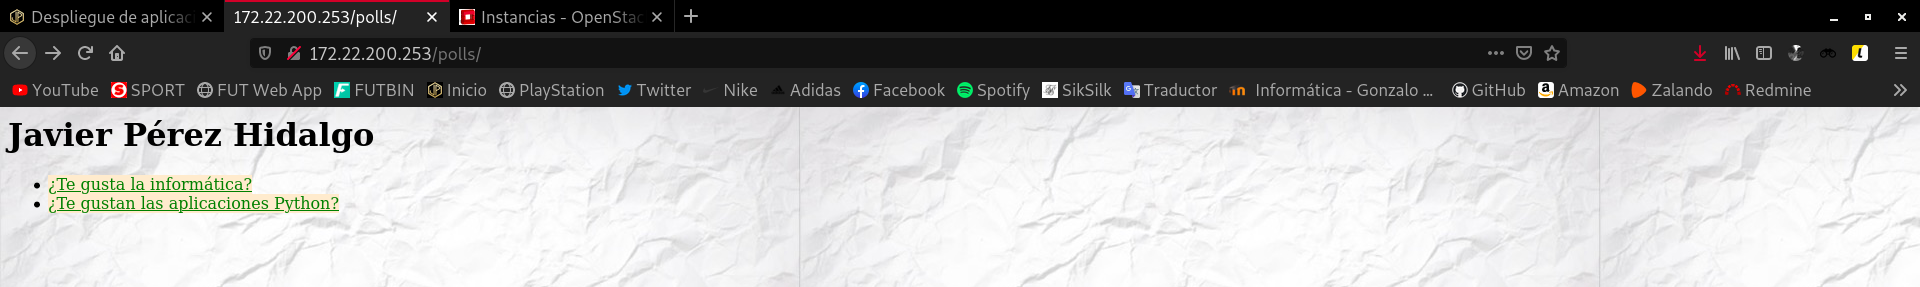 Despliegue de aplicac
172.22.200.253/polls/
Instancias - OpenStac
172.22.200.253/polls/
YouTube SPORT FUT Web App FUTBIN Inicio PlayStation Twitter Nike Adidas Facebook Spotify SikSilk Traductor Informática - Gonzalo ... GitHub Amazon Zalando Redmine
Javier Pérez Hidalgo
¿Te gusta la informática?
¿Te gustan las aplicaciones Python?